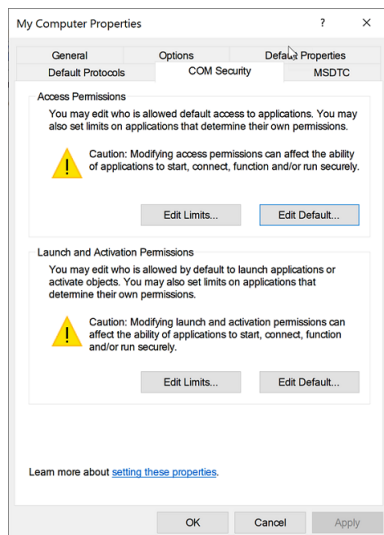 My Computer Properties
? ×
General Options Default Properties
Default Protocols COM Security MSDTC
Access Permissions
You may edit who is allowed default access to applications. You may
also set limits on applications that determine their own permissions.
Caution: Modifying access permissions can affect the ability
of applications to start, connect, function and/or run securely.
Edit Limits... Edit Default...
Launch and Activation Permissions
You may edit who is allowed by default to launch applications or
activate objects. You may also set limits on applications that
determine their own permissions.
Caution: Modifying launch and activation permissions can
affect the ability of applications to start, connect, function
and/or run securely.
Edit Limits... Edit Default...
Learn more about setting these properties.
OK Cancel Apply